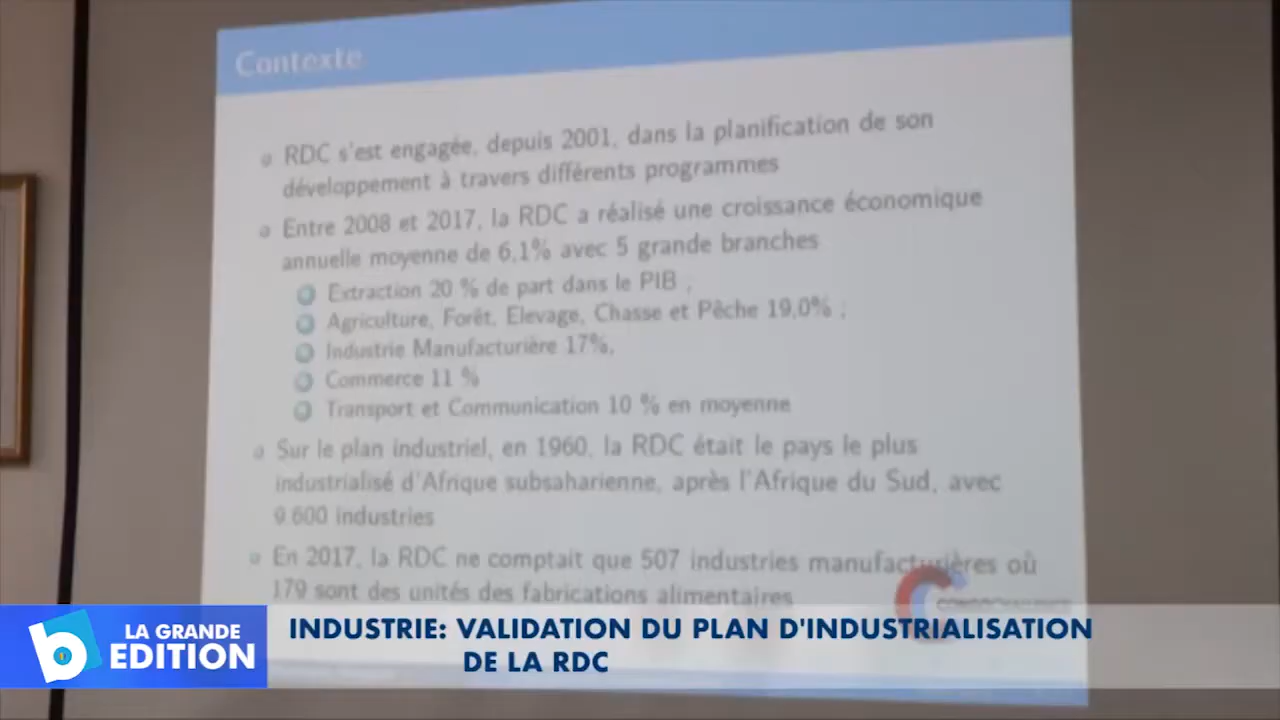 Contexte
RDC s'est engagée, depuis 2001, dans la planification de son
développement à travers différents programmes
Entre 2008 et 2017, la RDC a réalisé une croissance économique
annuelle moyenne de 6,1% avec 5 grande branches
Extraction 20 % de part dans le PIB ;
Agriculture, Forêt, Elevage, Chasse et Pêche 19,0% ;
Industrie Manufacturière 17%,
Commerce 11 %
Transport et Communication 10 % en moyenne
Sur le plan industriel, en 1960, la RDC était le pays le plus
industrialisé d'Afrique subsaharienne, après l'Afrique du Sud, avec
9.600 industries
En 2017, la RDC ne comptait que 507 industries manufacturières où
179 sont des unités des fabrications alimentaires
LA GRANDE
EDITION
INDUSTRIE: VALIDATION DU PLAN D'INDUSTRIALISATION
DE LA RDC